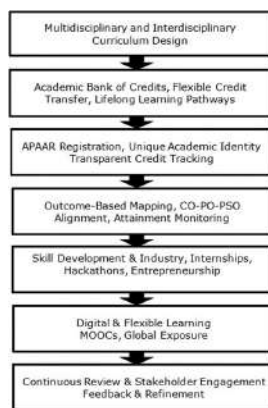 Multidisciplinary and Interdisciplinary
Curriculum Design
Academic Bank of Credits, Flexible Credit
Transfer, Lifelong Learning Pathways
APAAR Registration, Unique Academic Identity
Transparent Credit Tracking
Outcome-Based Mapping, CO-PO-PSO
Alignment, Attainment Monitoring
Skill Development & Industry, Internships,
Hackathons, Entrepreneurship
Digital & Flexible Learning
MOOCs, Global Exposure
Continuous Review & Stakeholder Engagement
Feedback & Refinement